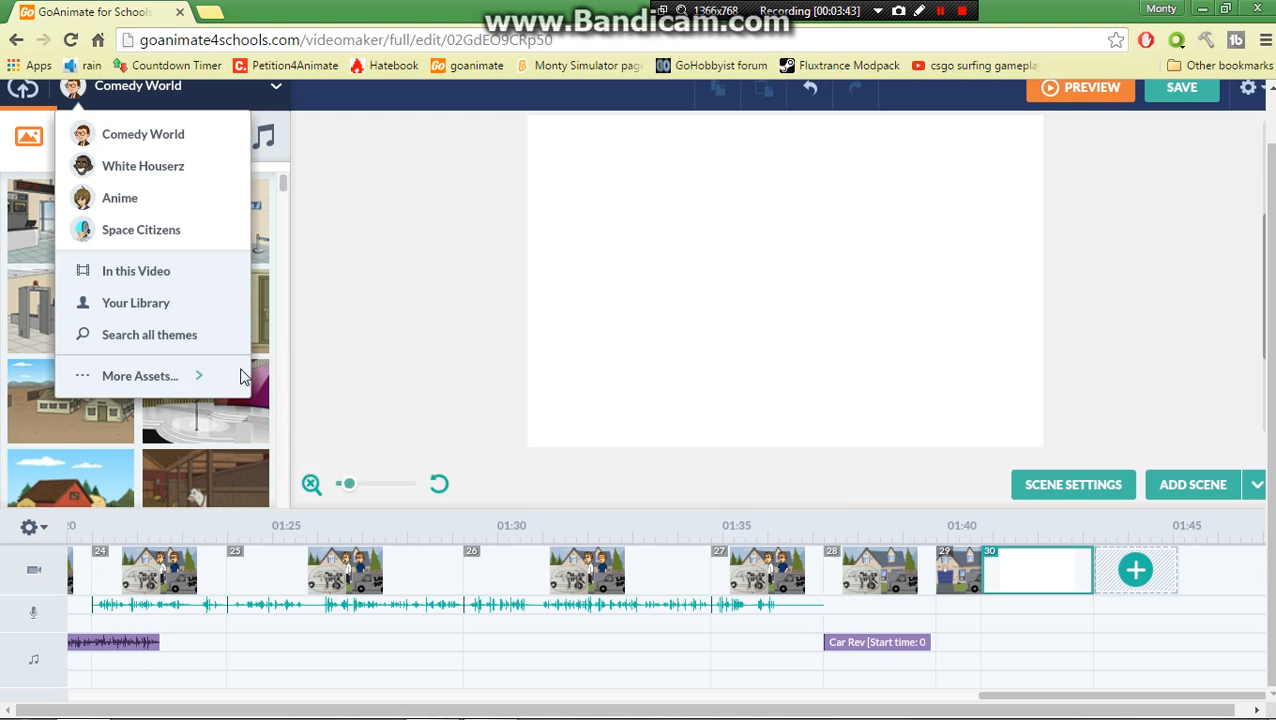 GoAnimate for Schools
www.Bandicam.com
1366x768
Recording [00:03:43]
Monty
goanimate4schools.com/videomaker/full/edit/02GdEO9CRp50
Apps
rain
Countdown Timer
Petition4Animate
Hatebook
goanimate
Monty Simulator page
GoHobbyist forum
Fluxtrance Modpack
csgo surfing gamepla
Other bookmarks
Comedy World
PREVIEW
SAVE
Comedy World
White Houserz
Anime
Space Citizens
In this Video
Your Library
Search all themes
More Assets...
SCENE SETTINGS
ADD SCENE
20
01:25
01:30
01:35
01:40
01:45
24
25
26
27
28
29
30
Car Rev [Start time: 0